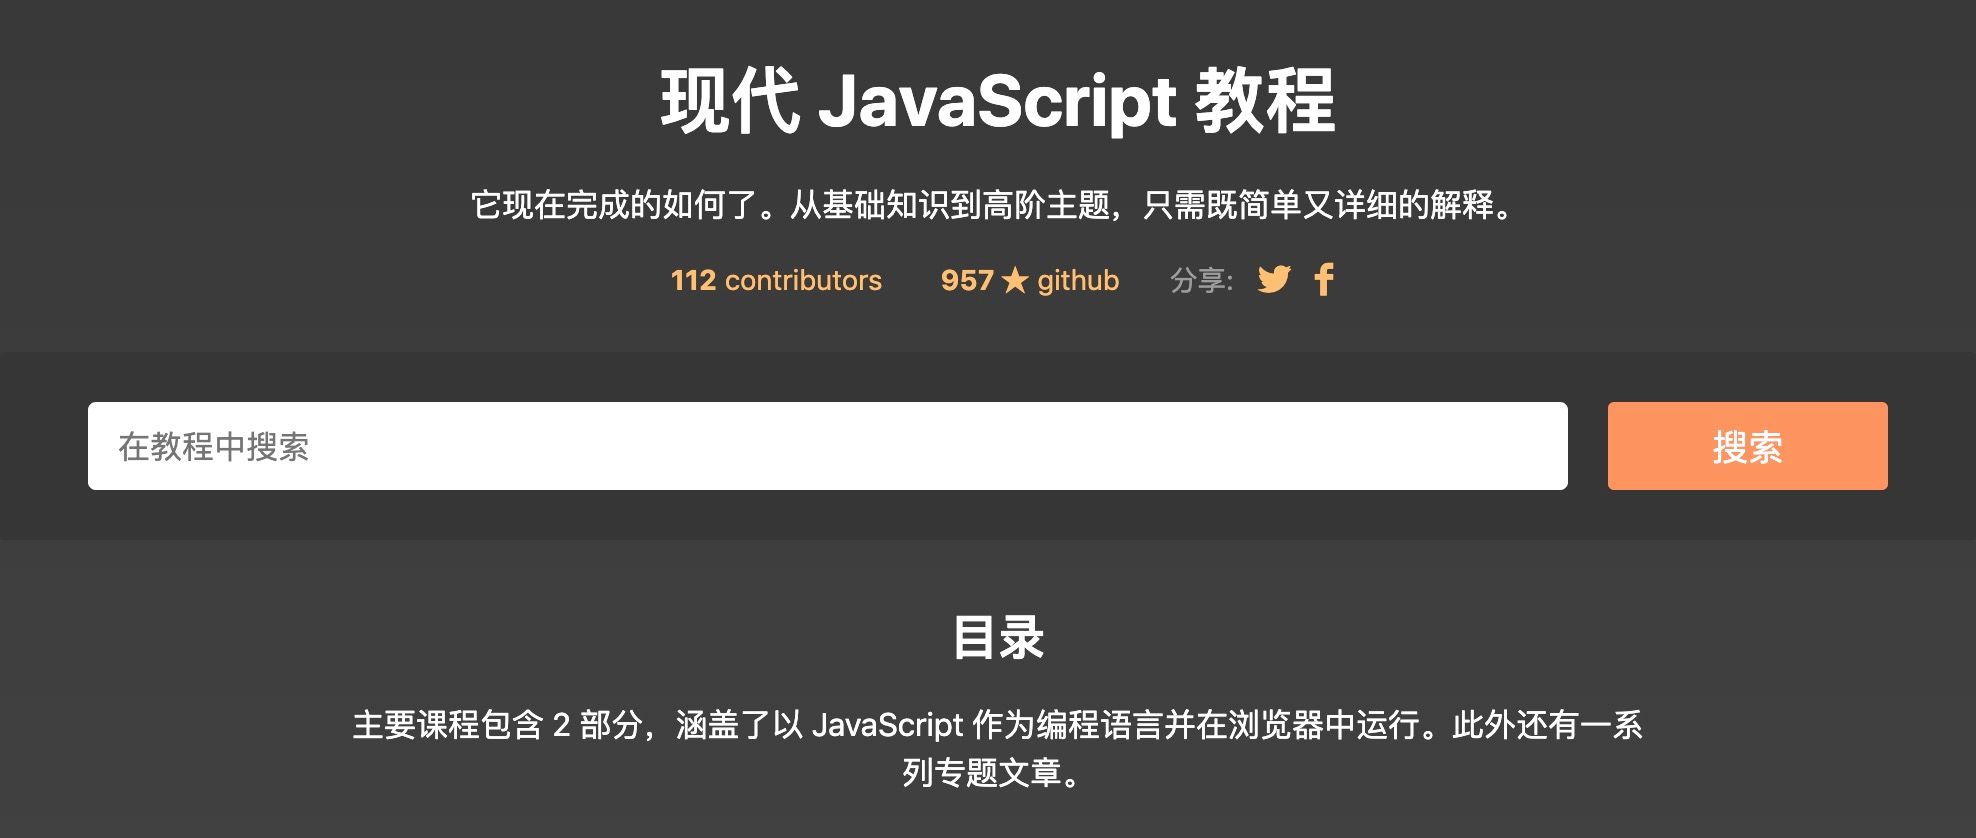 现代 JavaScript 教程
它现在完成的如何了。从基础知识到高阶主题，只需既简单又详细的解释。
112 contributors 957 ★ github 分享:
在教程中搜索 搜索
目录
主要课程包含 2 部分，涵盖了以 JavaScript 作为编程语言并在浏览器中运行。此外还有一系
列专题文章。